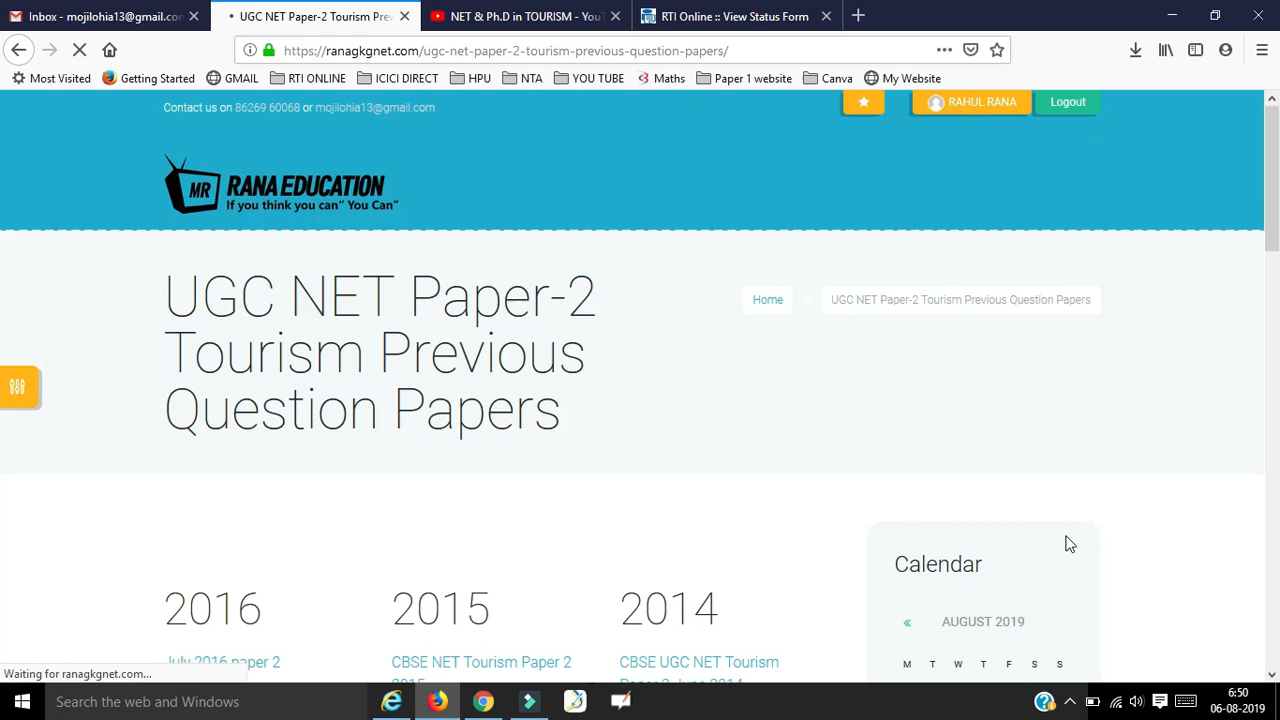 Inbox - mojilohia13@gmail.co
UGC NET Paper-2 Tourism Prev
NET & Ph.D in TOURISM - You
RTI Online :: View Status Form
https://ranagkgnet.com/ugc-net-paper-2-tourism-previous-question-papers/
Most Visited
Getting Started
GMAIL
RTI ONLINE
ICICI DIRECT
HPU
NTA
YOU TUBE
Maths
Paper 1 website
Canva
My Website
Contact us on 86269 60068 or mojilohia13@gmail.com
RAHUL RANA
Logout
MR
RANA EDUCATION
If you think you can" You Can"
UGC NET Paper-2
Tourism Previous
Question Papers
Home
UGC NET Paper-2 Tourism Previous Question Papers
Calendar
2016
2015
2014
« AUGUST 2019
July 2016 paper 2
CBSE NET Tourism Paper 2
2015
CBSE UGC NET Tourism
Paper 2 June 2014
M T W T F S S
Waiting for ranagkgnet.com...
Search the web and Windows
6:50
06-08-2019